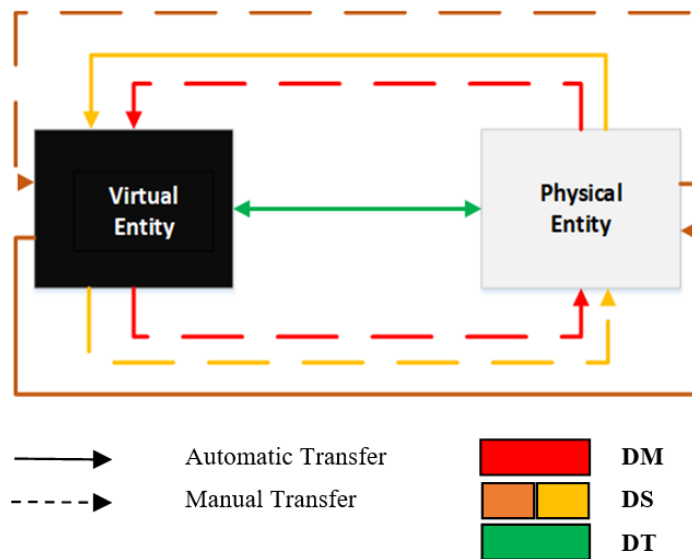 Virtual
Entity
Physical
Entity
Automatic Transfer
DM
Manual Transfer
DS
DT